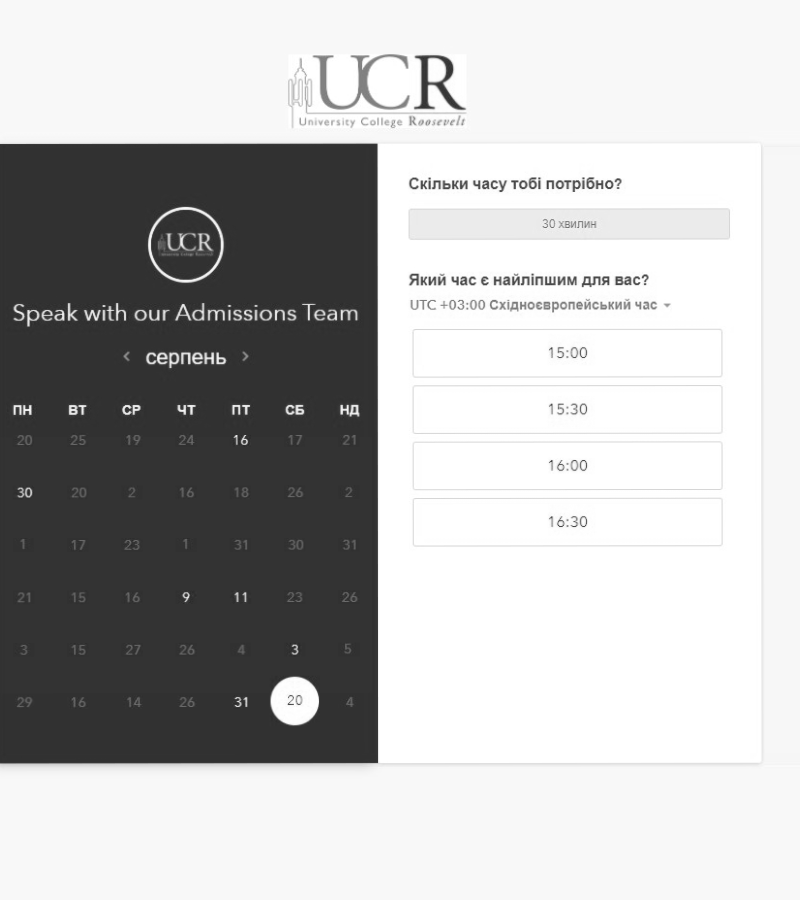 UCR
University College Roosevelt
UCR
Speak with our Admissions Team
серпень
ПН ВТ СР ЧТ ПТ СБ НД
20 25 19 24 16 17 21
30 20 2 16 18 26 2
1 17 23 1 31 30 31
21 15 16 9 11 23 26
3 15 27 26 4 3 5
29 16 14 26 31 20 4
Скільки часу тобі потрібно?
30 хвилин
Який час є найліпшим для вас?
UTC +03:00 Східноєвропейський час
15:00
15:30
16:00
16:30